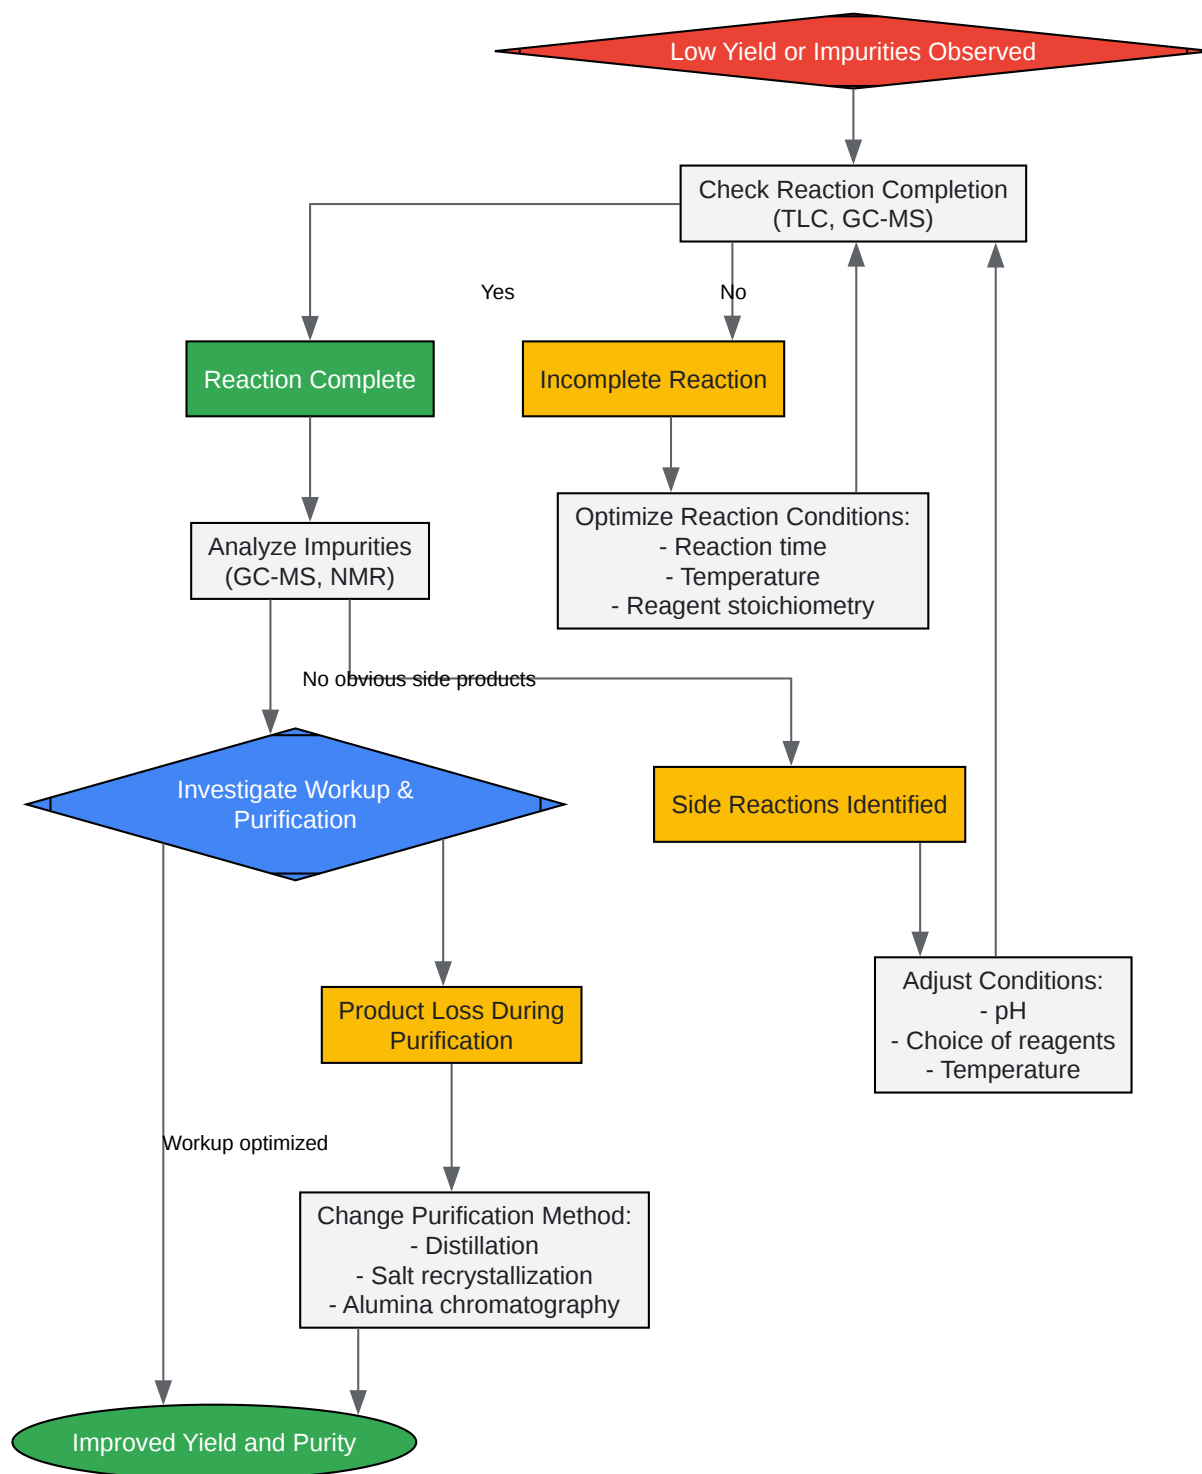 Low Yield or Impurities Observed
Check Reaction Completion
(TLC, GC-MS)
Yes
No
Reaction Complete
Incomplete Reaction
Optimize Reaction Conditions:
- Reaction time
- Temperature
- Reagent stoichiometry
Analyze Impurities
(GC-MS, NMR)
No obvious side products
Investigate Workup &
Purification
Side Reactions Identified
Adjust Conditions:
- pH
- Choice of reagents
- Temperature
Product Loss During
Purification
Workup optimized
Change Purification Method:
- Distillation
- Salt recrystallization
- Alumina chromatography
Improved Yield and Purity